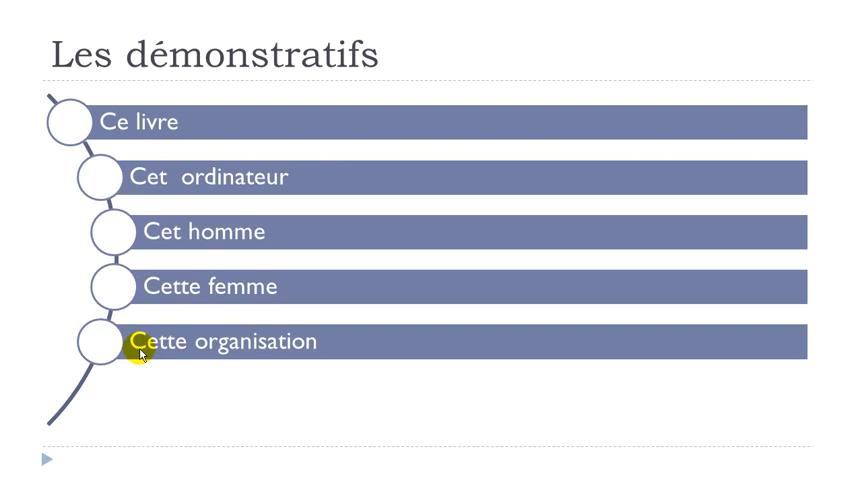 Les démonstratifs
Ce livre
Cet ordinateur
Cet homme
Cette femme
Cette organisation